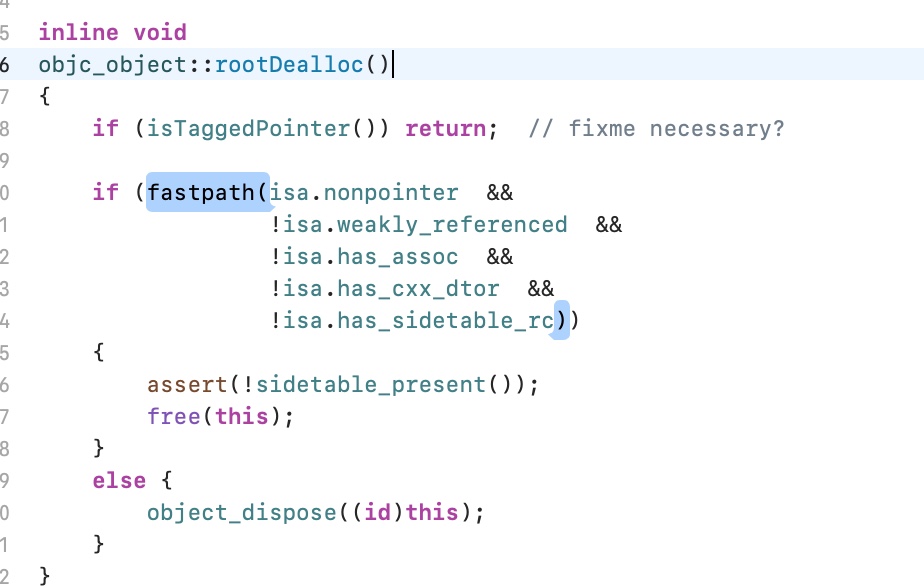 4
5 inline void
6 objc_object::rootDealloc()
7 {
8     if (isTaggedPointer()) return;  // fixme necessary?
9
0     if (fastpath(isa.nonpointer  &&
1                  !isa.weakly_referenced  &&
2                  !isa.has_assoc  &&
3                  !isa.has_cxx_dtor  &&
4                  !isa.has_sidetable_rc))
5     {
6         assert(!sidetable_present());
7         free(this);
8     }
9     else {
0         object_dispose((id)this);
1     }
2 }